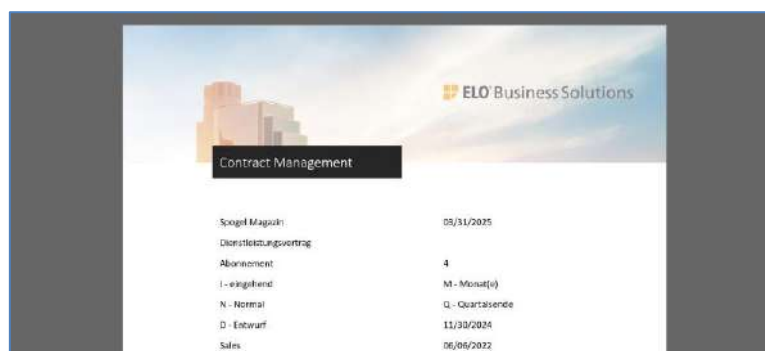 ELO Business Solutions
Contract Management
Spogel Magazin 03/31/2025
Dienstleistungsvertrag
Abonnement 4
I - eingehend M - Monat(e)
N - Normal Q - Quartalsende
D - Entwurf 11/30/2024
Sales 06/06/2022